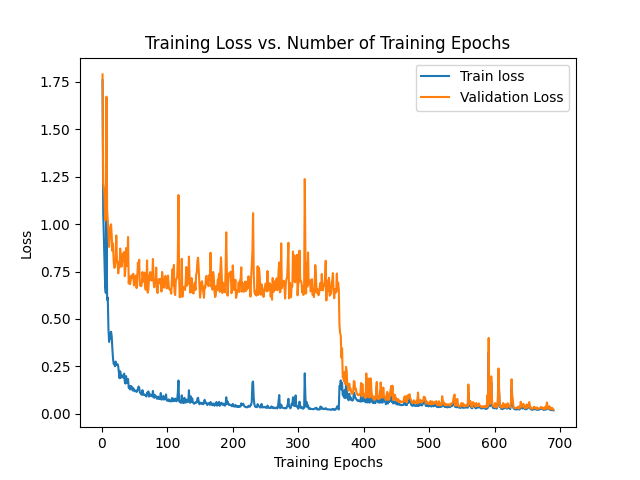 Training Loss vs. Number of Training Epochs
Train loss
Validation Loss
1.75
1.50
1.25
1.00
0.75
0.50
0.25
0.00
Loss
0 100 200 300 400 500 600 700
Training Epochs